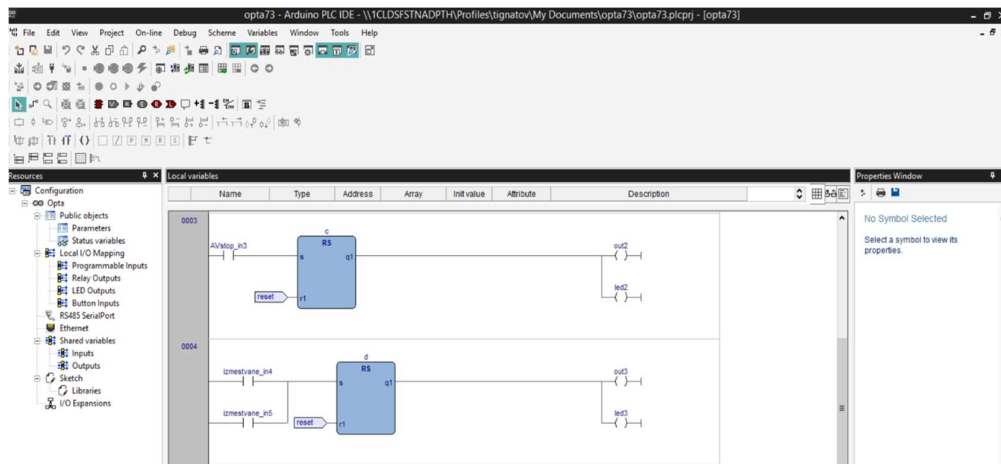 opta73 - Arduino PLC IDE - \\1CLDSFSTNADPTH\Profiles\tignatov\My Documents\opta73\opta73.plcprj - [opta73]
File Edit View Project On-line Debug Scheme Variables Window Tools Help
Resources
Configuration
Opta
Public objects
Parameters
Status variables
Local I/O Mapping
Programmable Inputs
Relay Outputs
LED Outputs
Button Inputs
RS485 SerialPort
Ethernet
Shared variables
Inputs
Outputs
Sketch
Libraries
I/O Expansions
Local variables
Name Type Address Array Init value Attribute Description
0003
c
AVstop_in3 RS out2
s q1
led2
reset r1
0004
d
izmestvane_in4 RS out3
s q1
izmestvane_in5 led3
reset r1
Properties Window
No Symbol Selected
Select a symbol to view its
properties.